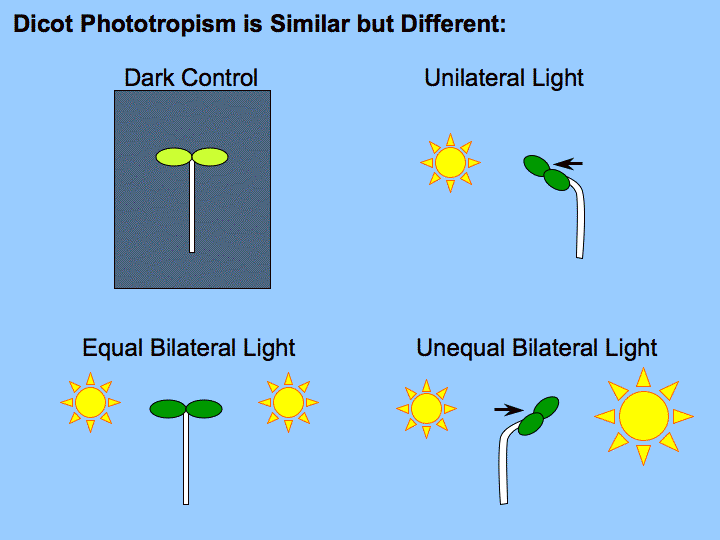 Dicot Phototropism is Similar but Different:
Dark Control
Unilateral Light
Equal Bilateral Light
Unequal Bilateral Light